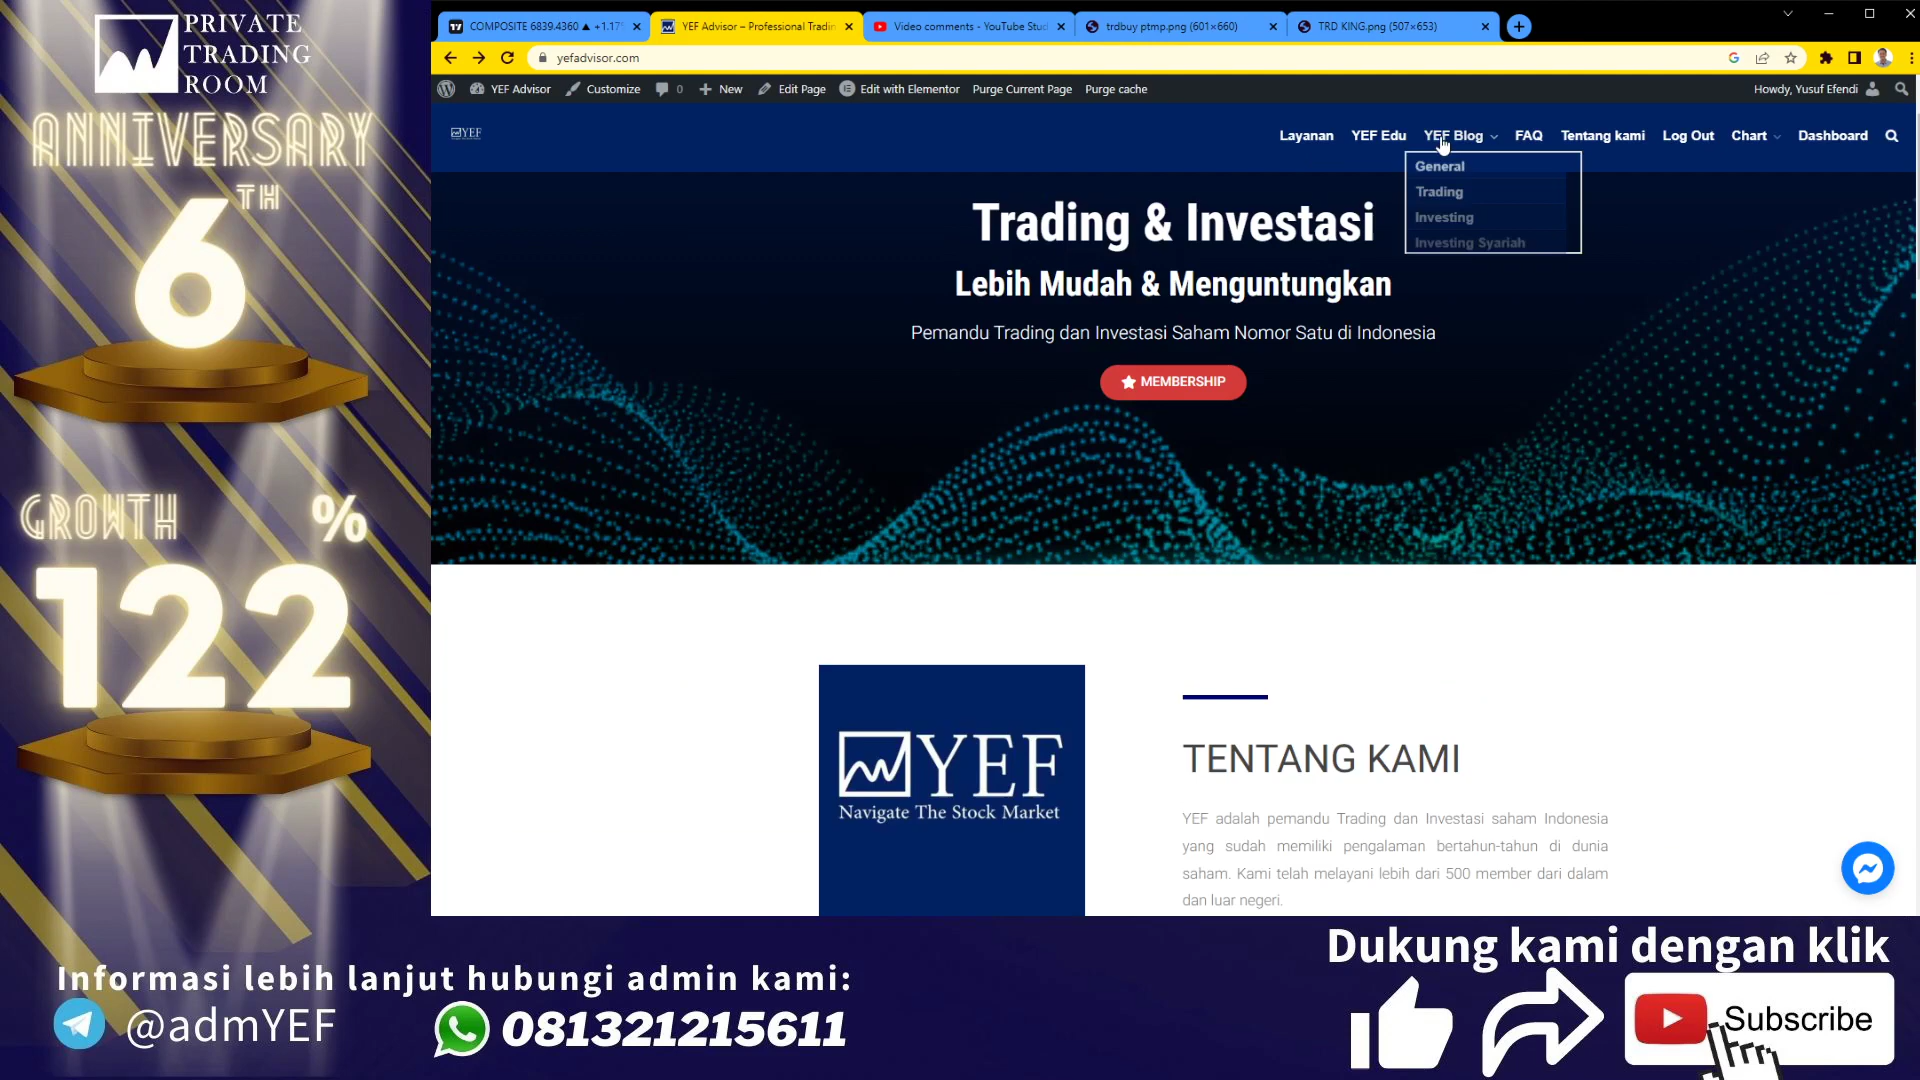 PRIVATE
TRADING
ROOM
ANNIVERSARY
6TH
GROWTH %
122
COMPOSITE 6839.4360 ▲ +1.17%
YEF Advisor – Professional Tradin
Video comments - YouTube Stud
trdbuy ptmp.png (601×660)
TRD KING.png (507×653)
yefadvisor.com
YEF Advisor
Customize
0
New
Edit Page
Edit with Elementor
Purge Current Page
Purge cache
Howdy, Yusuf Efendi
YEF
Layanan
YEF Edu
YEF Blog
FAQ
Tentang kami
Log Out
Chart
Dashboard
General
Trading
Investing
Investing Syariah
Trading & Investasi
Lebih Mudah & Menguntungkan
Pemandu Trading dan Investasi Saham Nomor Satu di Indonesia
MEMBERSHIP
YEF
Navigate The Stock Market
TENTANG KAMI
YEF adalah pemandu Trading dan Investasi saham Indonesia
yang sudah memiliki pengalaman bertahun-tahun di dunia
saham. Kami telah melayani lebih dari 500 member dari dalam
dan luar negeri.
Informasi lebih lanjut hubungi admin kami:
@admYEF
081321215611
Dukung kami dengan klik
Subscribe